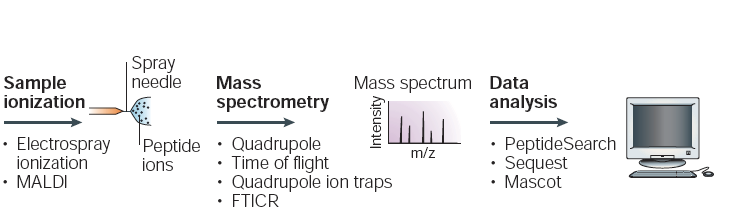 Sample
ionization
Electrospray
ionization
MALDI
Spray
needle
Peptide
ions
Mass
spectrometry
Quadrupole
Time of flight
Quadrupole ion traps
FTICR
Mass spectrum
Intensity
m/z
Data
analysis
PeptideSearch
Sequest
Mascot